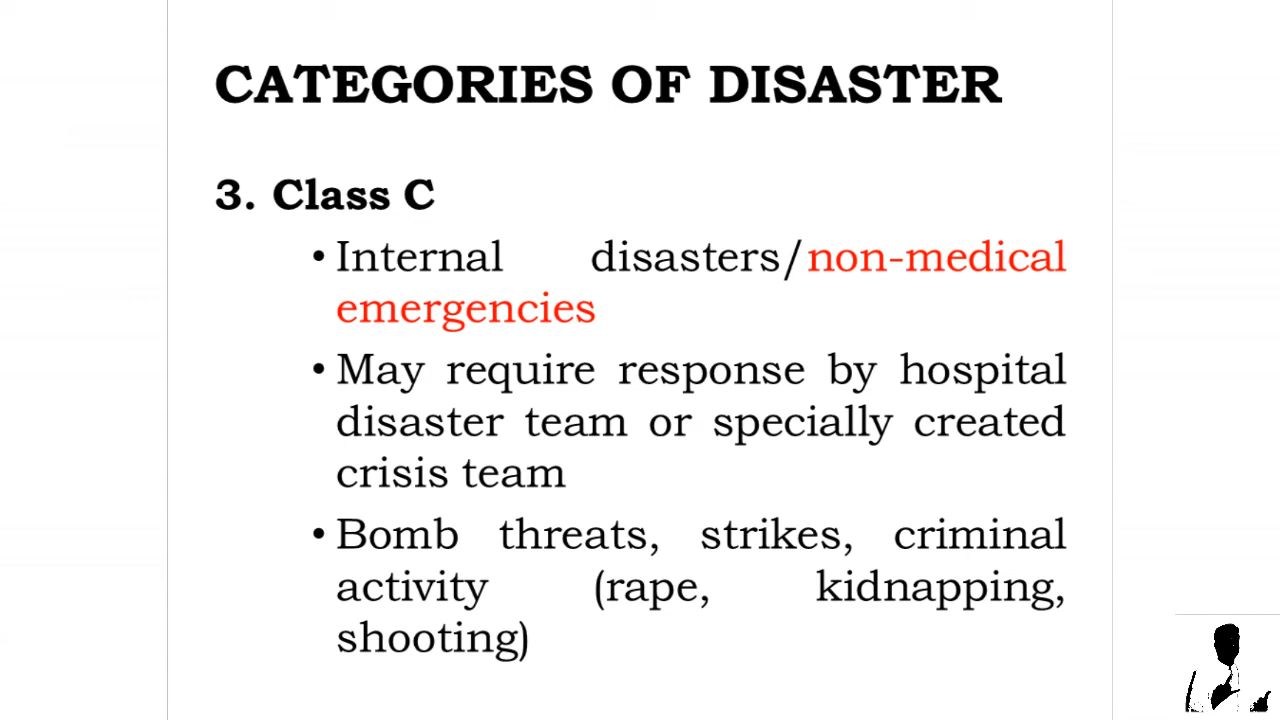 CATEGORIES OF DISASTER
3. Class C
• Internal disasters/non-medical
emergencies
• May require response by hospital
disaster team or specially created
crisis team
• Bomb threats, strikes, criminal
activity (rape, kidnapping,
shooting)